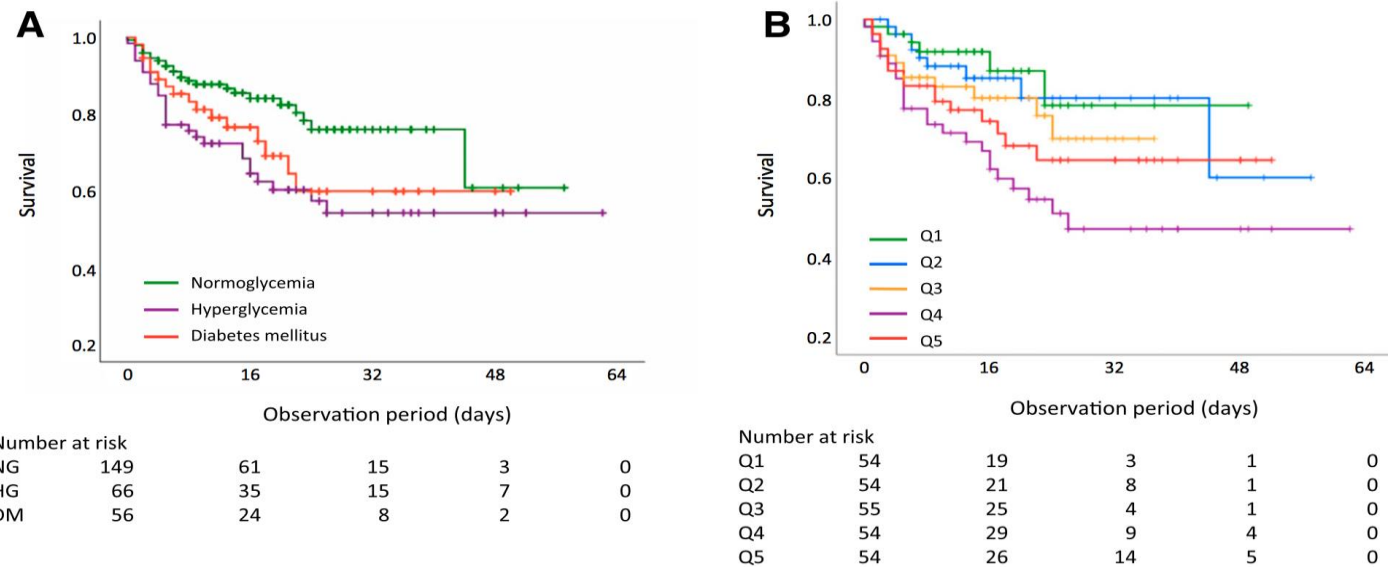 A
Survival
1.0
0.8
0.6
0.4
0.2
Normoglycemia
Hyperglycemia
Diabetes mellitus
0 16 32 48 64
Observation period (days)
Number at risk
NG 149 61 15 3 0
HG 66 35 15 7 0
DM 56 24 8 2 0
B
Survival
1.0
0.8
0.6
0.4
0.2
Q1
Q2
Q3
Q4
Q5
0 16 32 48 64
Observation period (days)
Number at risk
Q1 54 19 3 1 0
Q2 54 21 8 1 0
Q3 55 25 4 1 0
Q4 54 29 9 4 0
Q5 54 26 14 5 0